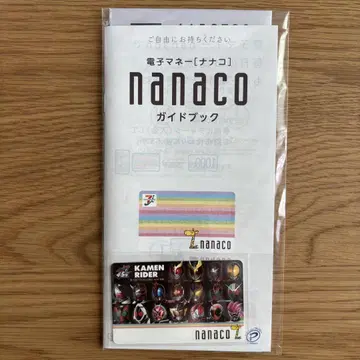 nanaco
ご自由にお持ちください
電子マネー[ナナコ]
nanaco
ガイドブック
nanaco
KAMEN
RIDER
nanaco